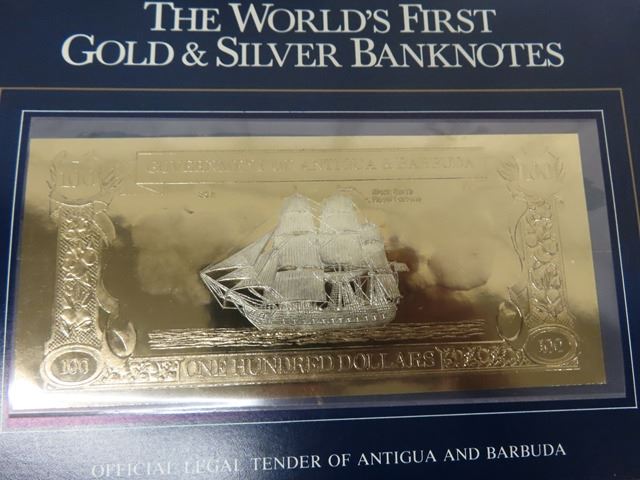 THE WORLD'S FIRST
GOLD & SILVER BANKNOTES
100 100
GOVERNMENT OF ANTIGUA & BARBUDA
ONE HUNDRED DOLLARS
100 100
OFFICIAL LEGAL TENDER OF ANTIGUA AND BARBUDA